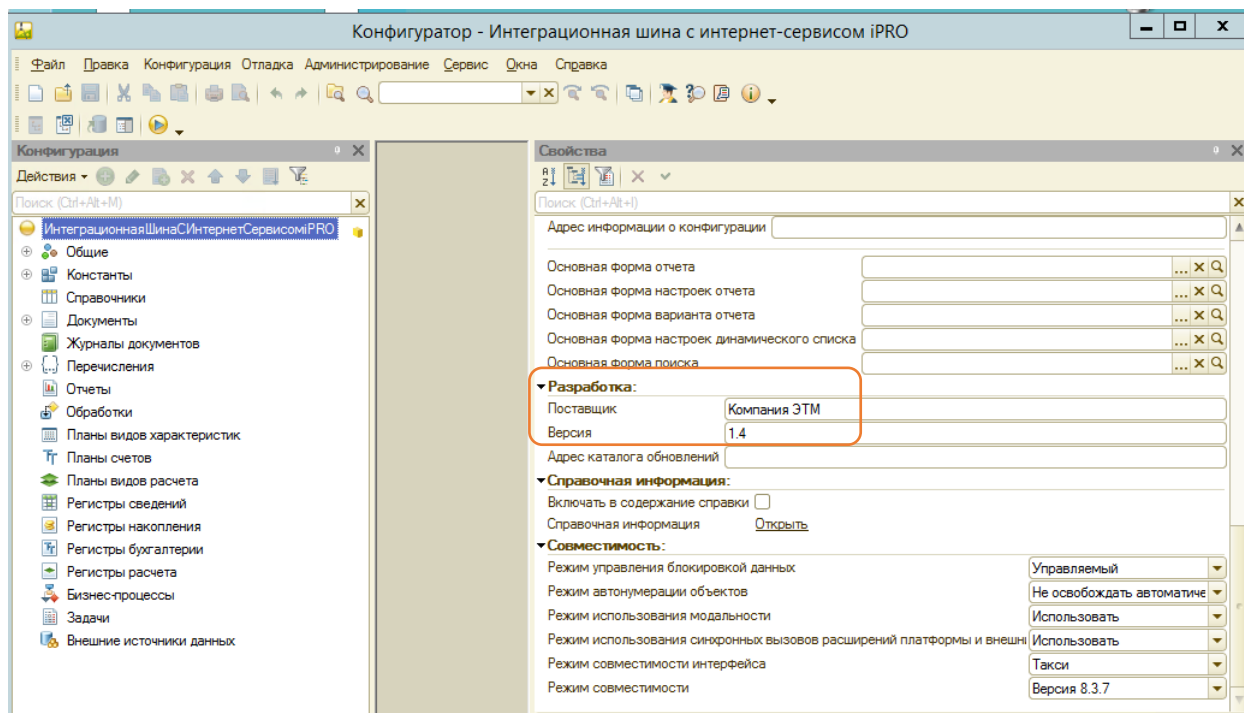 Конфигуратор - Интеграционная шина с интернет-сервисом iPRO
Файл Правка Конфигурация Отладка Администрирование Сервис Окна Справка
Конфигурация
Действия
Поиск (Ctrl+Alt+M)
ИнтеграционнаяШинаСИнтернетСервисомiPRO
Общие
Константы
Справочники
Документы
Журналы документов
Перечисления
Отчеты
Обработки
Планы видов характеристик
Планы счетов
Планы видов расчета
Регистры сведений
Регистры накопления
Регистры бухгалтерии
Регистры расчета
Бизнес-процессы
Задачи
Внешние источники данных
Свойства
Поиск (Ctrl+Alt+I)
Адрес информации о конфигурации
Основная форма отчета
Основная форма настроек отчета
Основная форма варианта отчета
Основная форма настроек динамического списка
Основная форма поиска
Разработка:
Поставщик Компания ЭТМ
Версия 1.4
Адрес каталога обновлений
Справочная информация:
Включать в содержание справки
Справочная информация Открыть
Совместимость:
Режим управления блокировкой данных Управляемый
Режим автонумерации объектов Не освобождать автоматиче
Режим использования модальности Использовать
Режим использования синхронных вызовов расширений платформы и внешн Использовать
Режим совместимости интерфейса Такси
Режим совместимости Версия 8.3.7